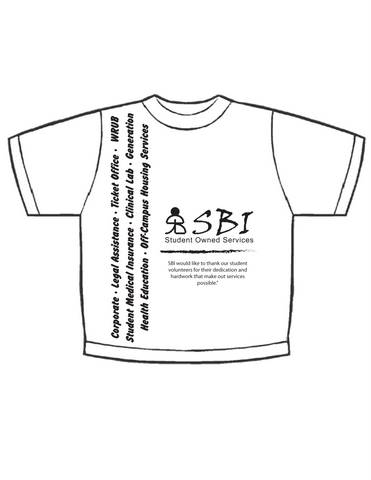 Corporate · Legal Assistance · Ticket Office · WRUB
Student Medical Insurance · Clinical Lab · Generation
Health Education · Off-Campus Housing Services
SBI
Student Owned Services
SBI would like to thank our student
volunteers for their dedication and
hardwork that make out services
possible."